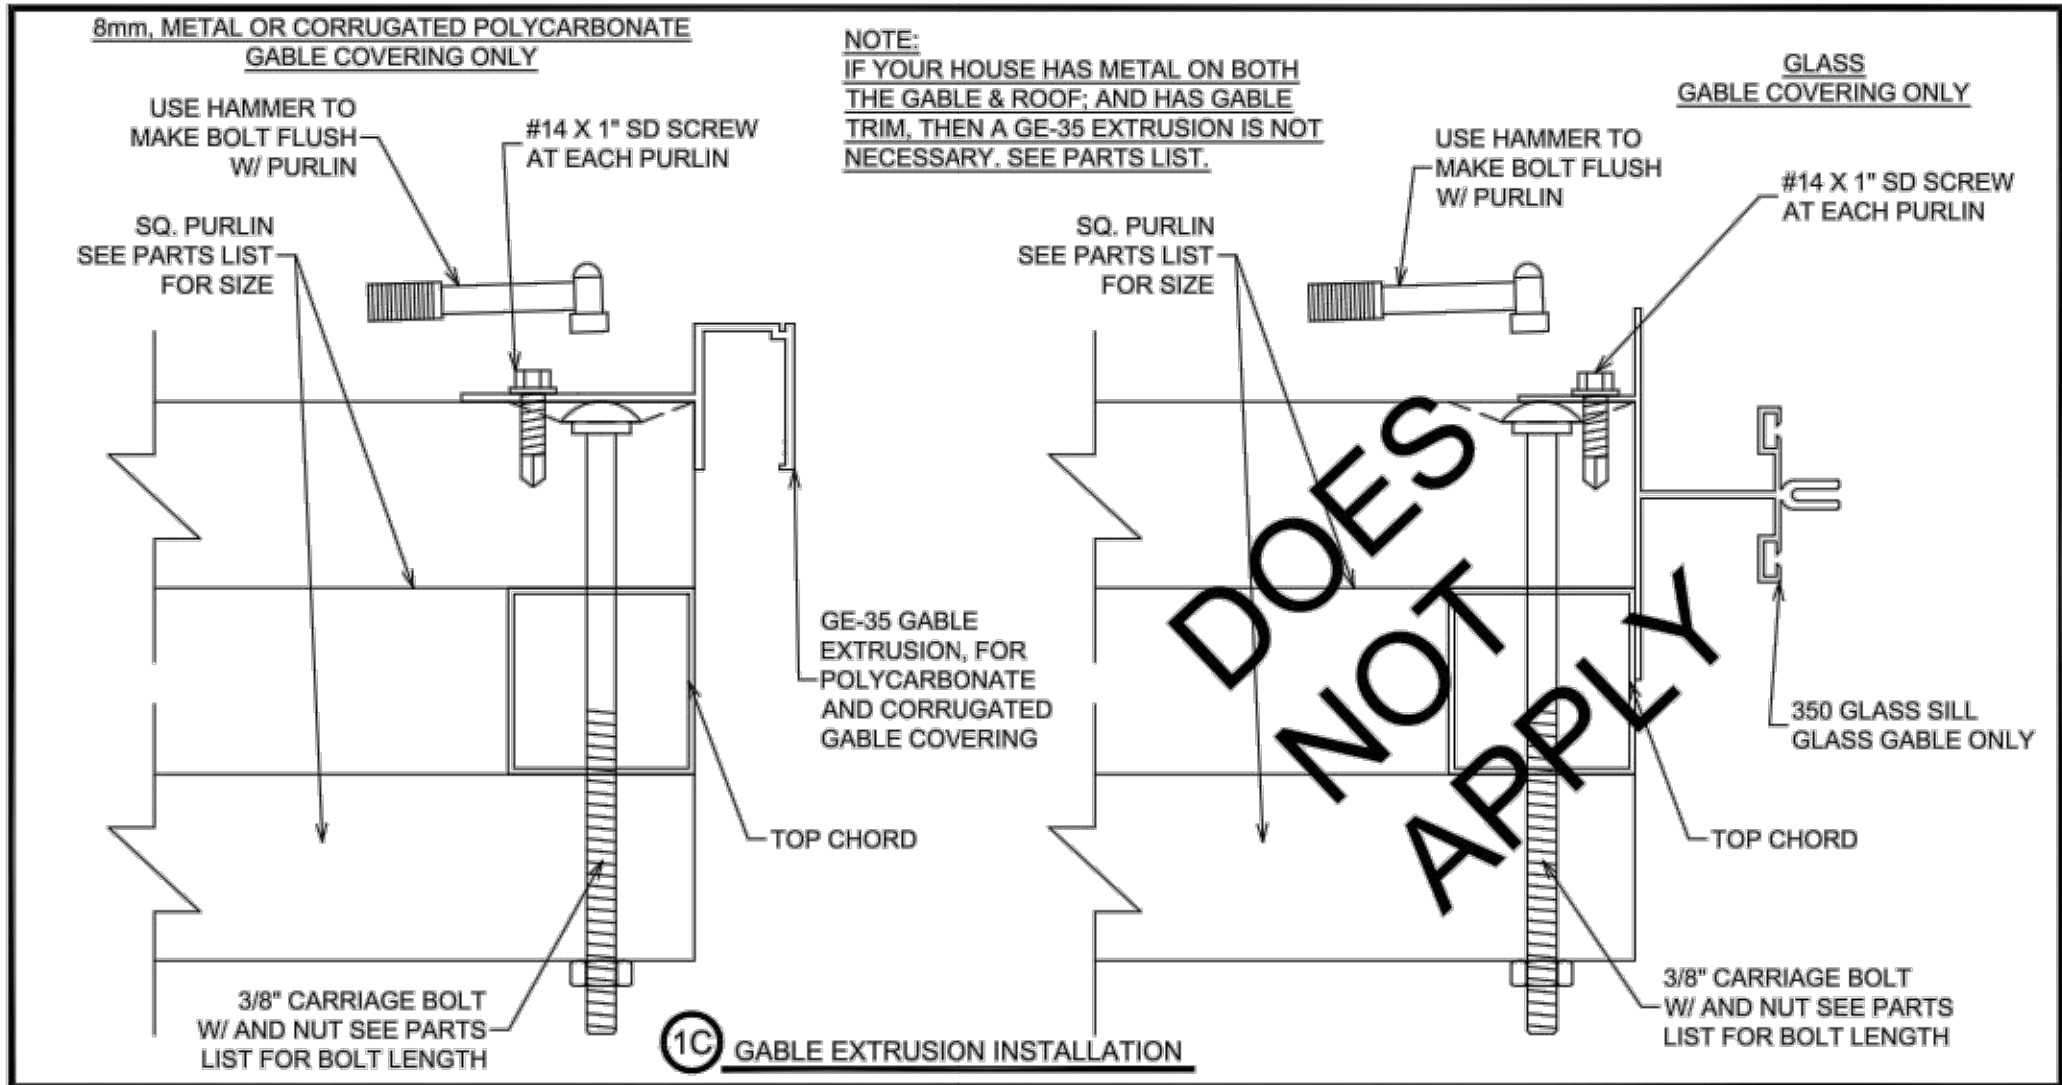 8mm, METAL OR CORRUGATED POLYCARBONATE
GABLE COVERING ONLY
USE HAMMER TO
MAKE BOLT FLUSH
W/ PURLIN
#14 X 1" SD SCREW
AT EACH PURLIN
SQ. PURLIN
SEE PARTS LIST
FOR SIZE
GE-35 GABLE
EXTRUSION, FOR
POLYCARBONATE
AND CORRUGATED
GABLE COVERING
TOP CHORD
3/8" CARRIAGE BOLT
W/ AND NUT SEE PARTS
LIST FOR BOLT LENGTH
NOTE:
IF YOUR HOUSE HAS METAL ON BOTH
THE GABLE & ROOF; AND HAS GABLE
TRIM, THEN A GE-35 EXTRUSION IS NOT
NECESSARY. SEE PARTS LIST.
GLASS
GABLE COVERING ONLY
USE HAMMER TO
MAKE BOLT FLUSH
W/ PURLIN
#14 X 1" SD SCREW
AT EACH PURLIN
SQ. PURLIN
SEE PARTS LIST
FOR SIZE
DOES
NOT
APPLY
350 GLASS SILL
GLASS GABLE ONLY
TOP CHORD
3/8" CARRIAGE BOLT
W/ AND NUT SEE PARTS
LIST FOR BOLT LENGTH
1C GABLE EXTRUSION INSTALLATION